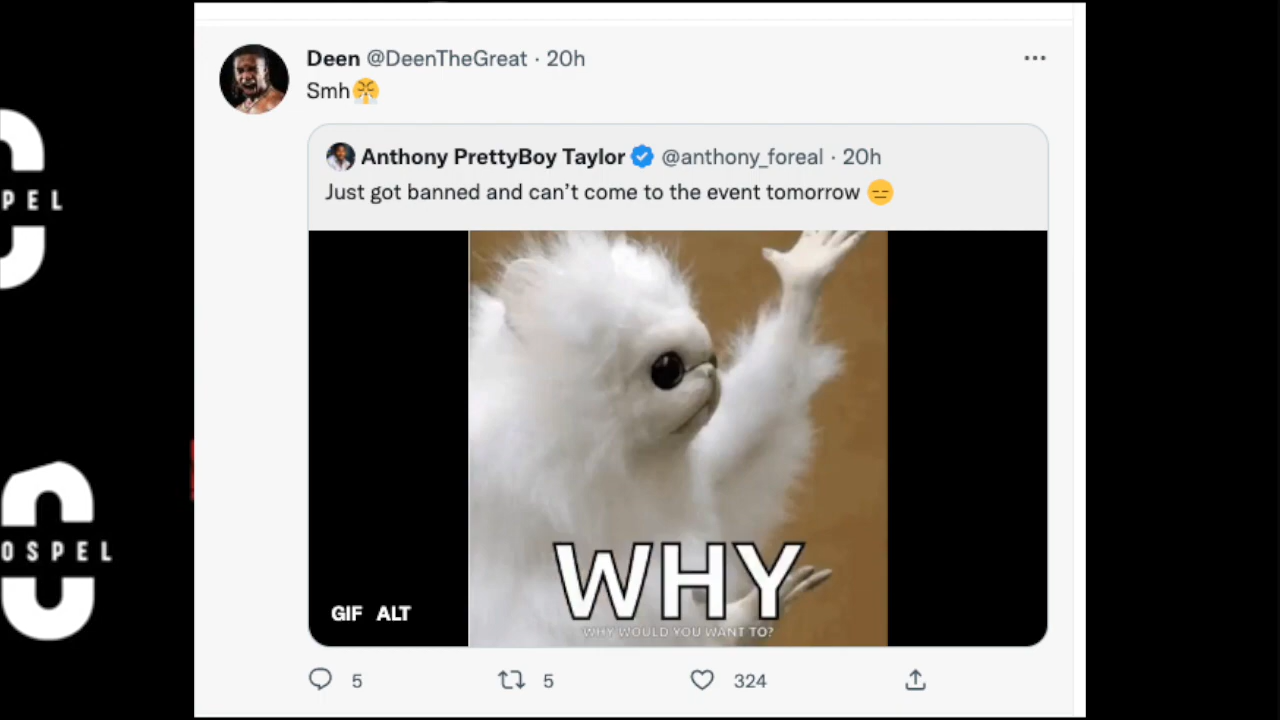 Deen @DeenTheGreat · 20h
Smh😤
Anthony PrettyBoy Taylor @anthony_foreal · 20h
Just got banned and can’t come to the event tomorrow 😑
WHY
WHY WOULD YOU WANT TO?
GIF ALT
5 5 324
PEL
OSPEL